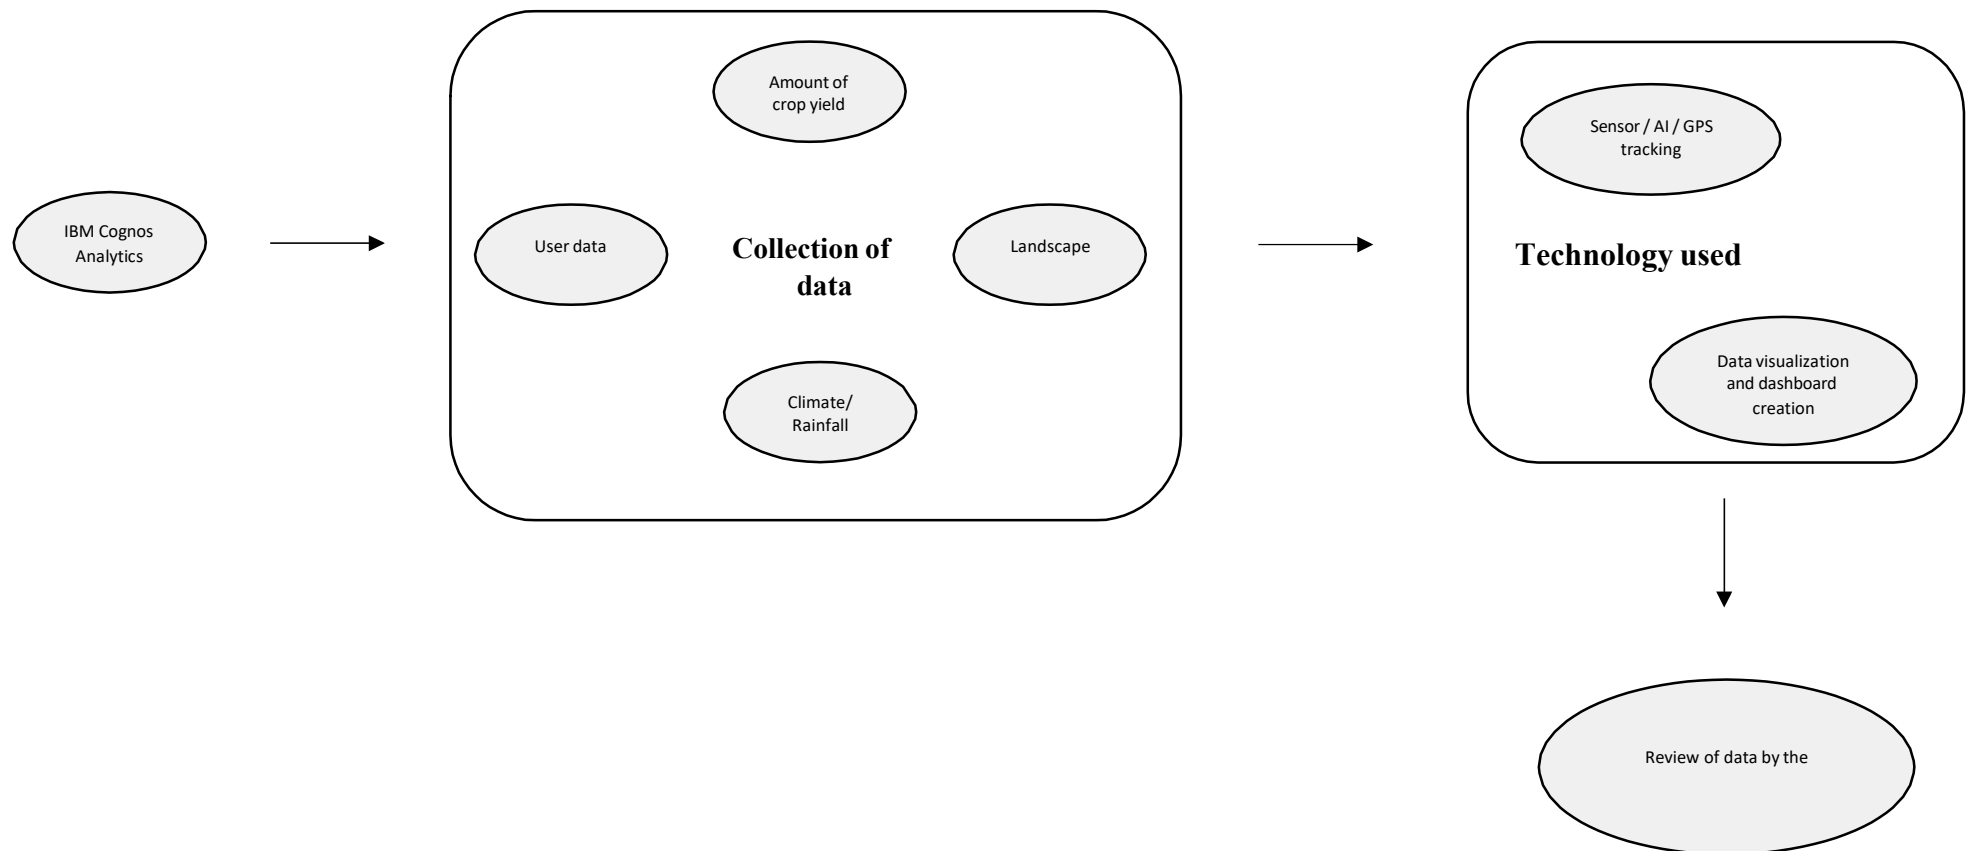 IBM Cognos
Analytics
Amount of
crop yield
User data
Collection of
data
Landscape
Climate/
Rainfall
Sensor / AI / GPS
tracking
Technology used
Data visualization
and dashboard
creation
Review of data by the